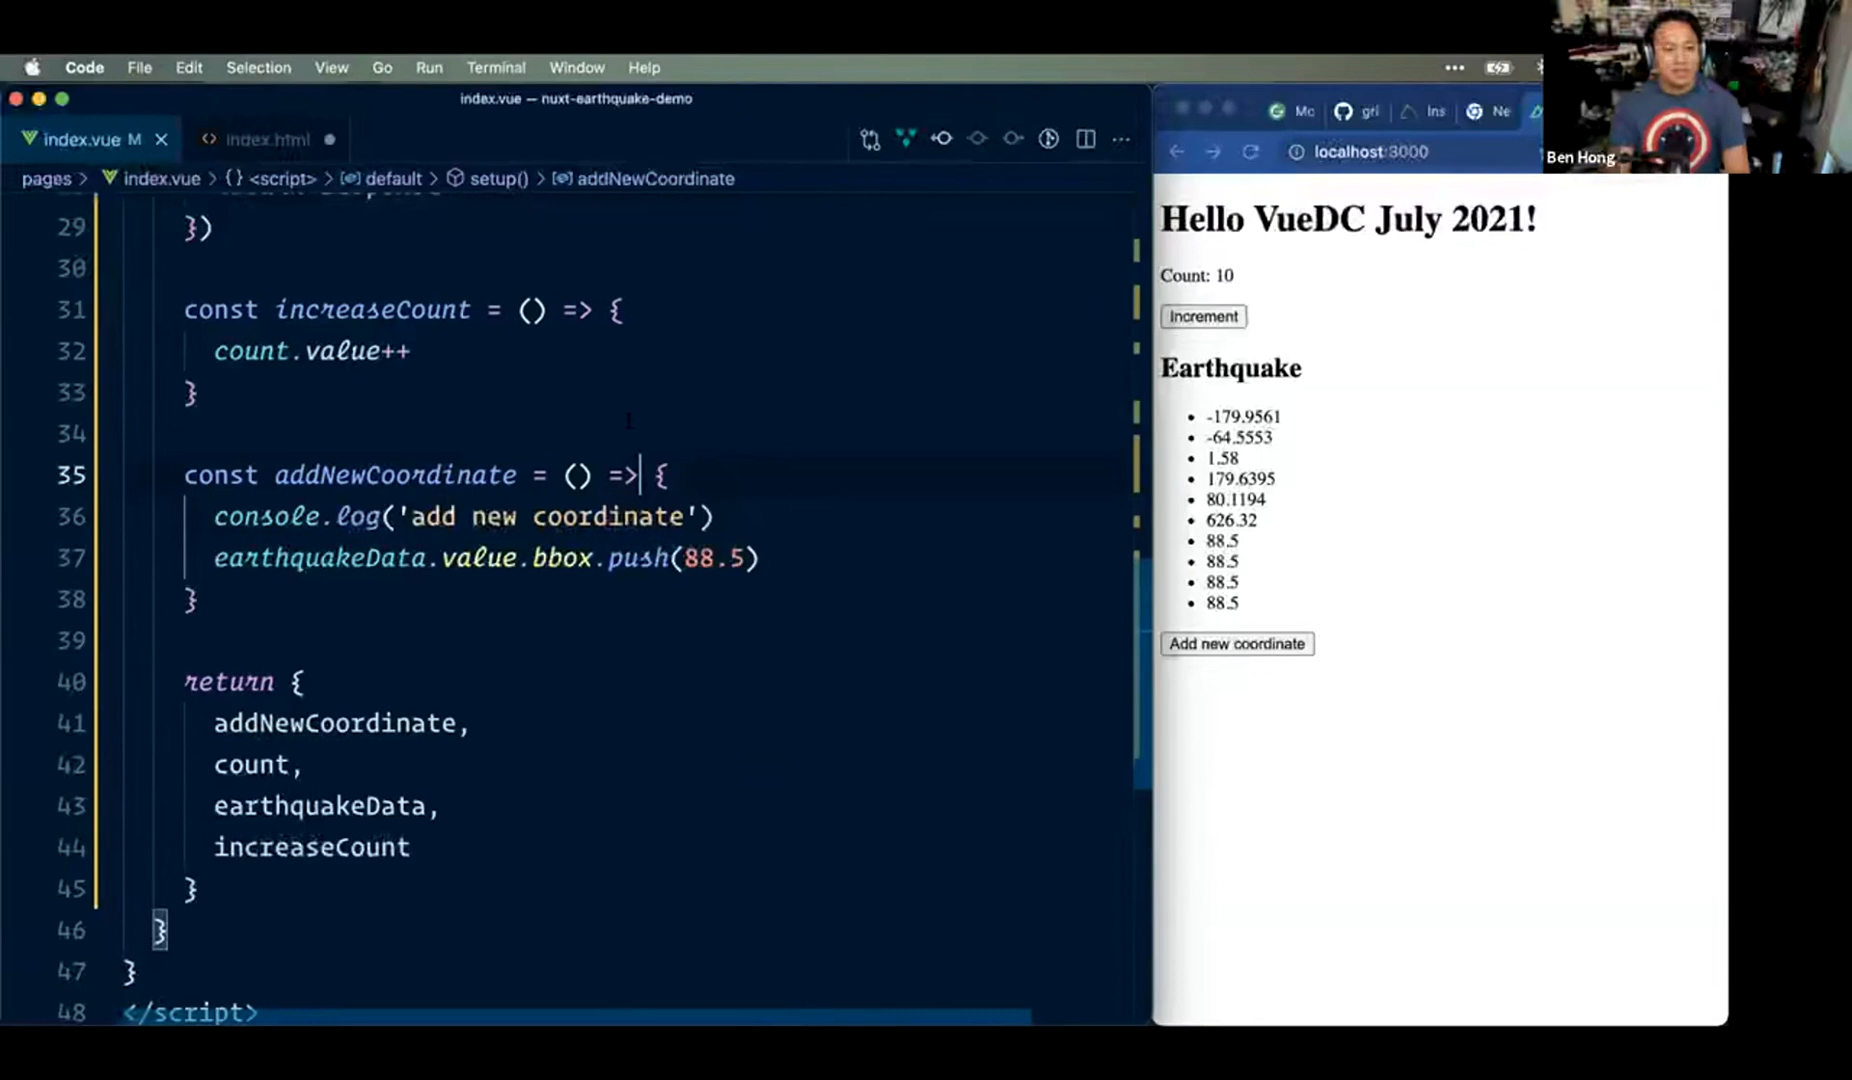 Code File Edit Selection View Go Run Terminal Window Help
index.vue — nuxt-earthquake-demo
index.vue M
index.html
pages > index.vue > {} <script> > default > setup() > addNewCoordinate
29 })
30
31 const increaseCount = () => {
32 count.value++
33 }
34
35 const addNewCoordinate = () => {
36 console.log('add new coordinate')
37 earthquakeData.value.bbox.push(88.5)
38 }
39
40 return {
41 addNewCoordinate,
42 count,
43 earthquakeData,
44 increaseCount
45 }
46 }
47 }
48 </script>
Mc gri Ins Ne
localhost:3000
Ben Hong
Hello VueDC July 2021!
Count: 10
Increment
Earthquake
• -179.9561
• -64.5553
• 1.58
• 179.6395
• 80.1194
• 626.32
• 88.5
• 88.5
• 88.5
• 88.5
Add new coordinate